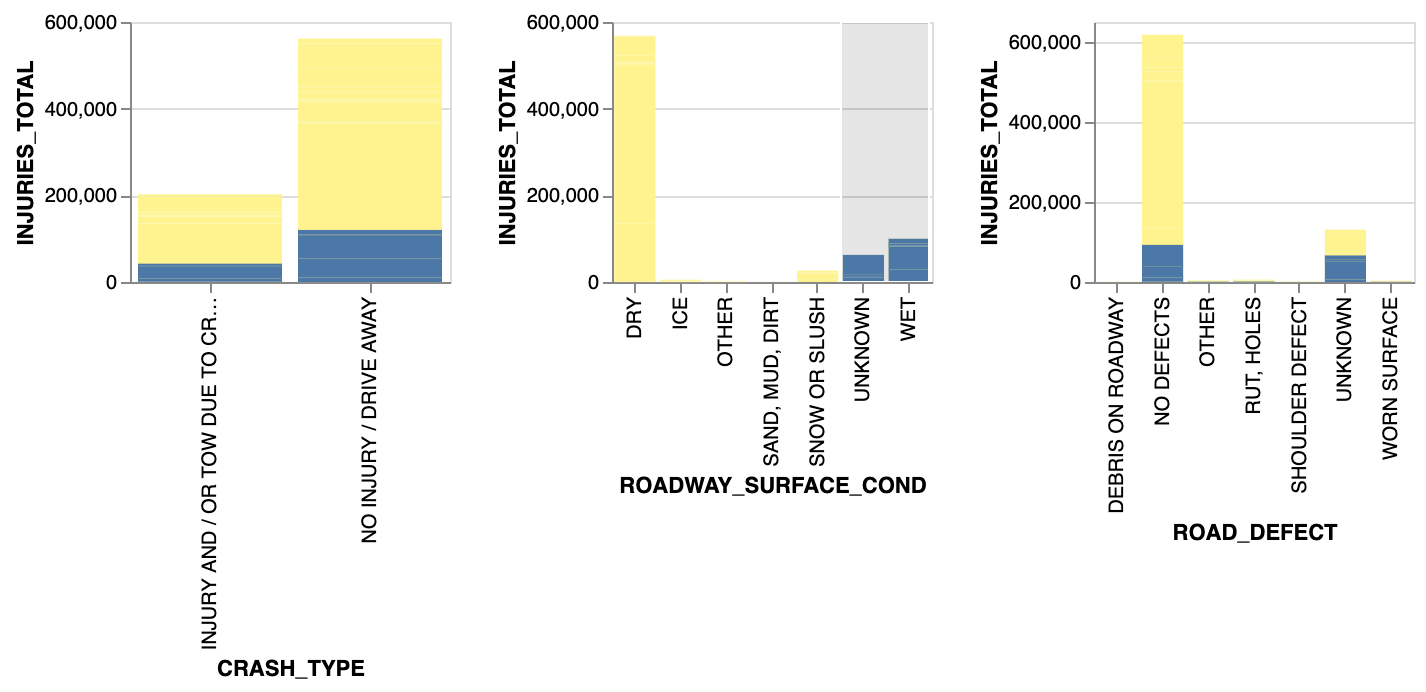 INJURIES_TOTAL
600,000
400,000
200,000
0
INJURY AND / OR TOW DUE TO CR...
NO INJURY / DRIVE AWAY
CRASH_TYPE
INJURIES_TOTAL
600,000
400,000
200,000
0
DRY
ICE
OTHER
SAND, MUD, DIRT
SNOW OR SLUSH
UNKNOWN
WET
ROADWAY_SURFACE_COND
INJURIES_TOTAL
600,000
400,000
200,000
0
DEBRIS ON ROADWAY
NO DEFECTS
OTHER
RUT, HOLES
SHOULDER DEFECT
UNKNOWN
WORN SURFACE
ROAD_DEFECT